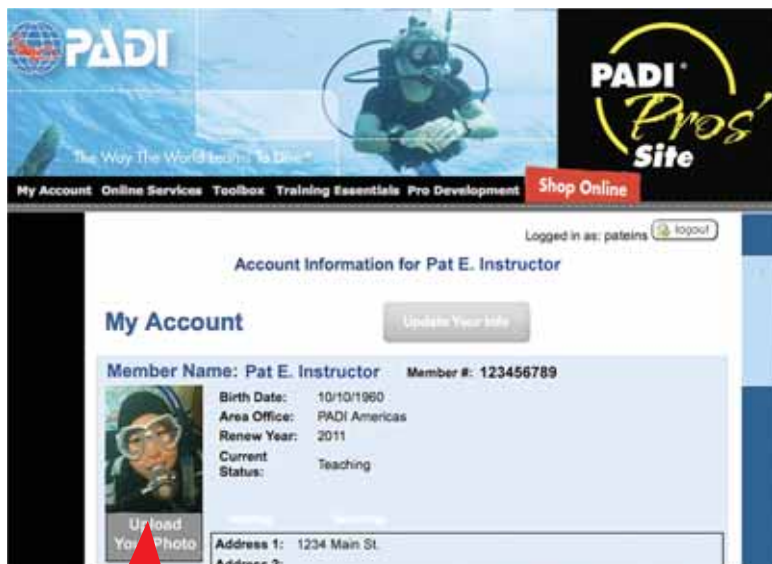 PADI
PADI
Pros'
Site
The Way The World Learns To Dive
My Account Online Services Toolbox Training Essentials Pro Development Shop Online
Logged in as: pateins logout
Account Information for Pat E. Instructor
My Account Update Your Info
Member Name: Pat E. Instructor Member #: 123456789
Birth Date: 10/10/1960
Area Office: PADI Americas
Renew Year: 2011
Current
Status: Teaching
Upload
Your Photo
Address 1: 1234 Main St.
Address 2: